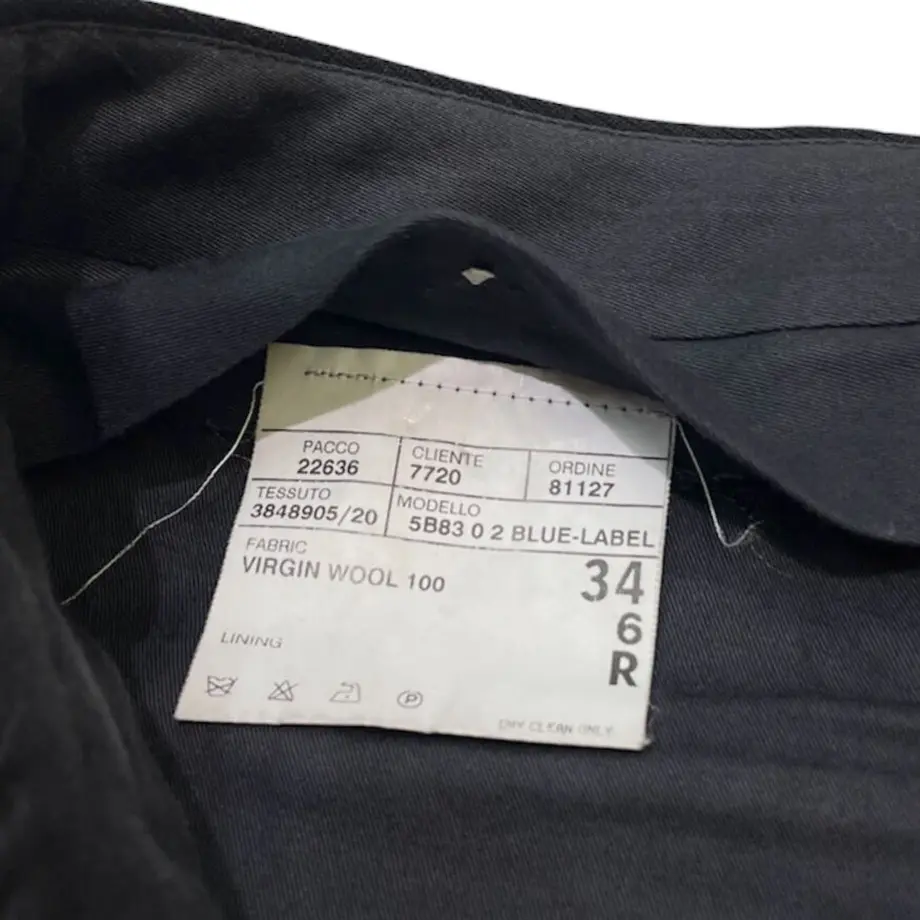 PACCO
22636
CLIENTE
7720
ORDINE
81127
TESSUTO
3848905/20
MODELLO
5B83 0 2 BLUE-LABEL
FABRIC
VIRGIN WOOL 100
34
6
R
LINING
P
DRY CLEAN ONLY